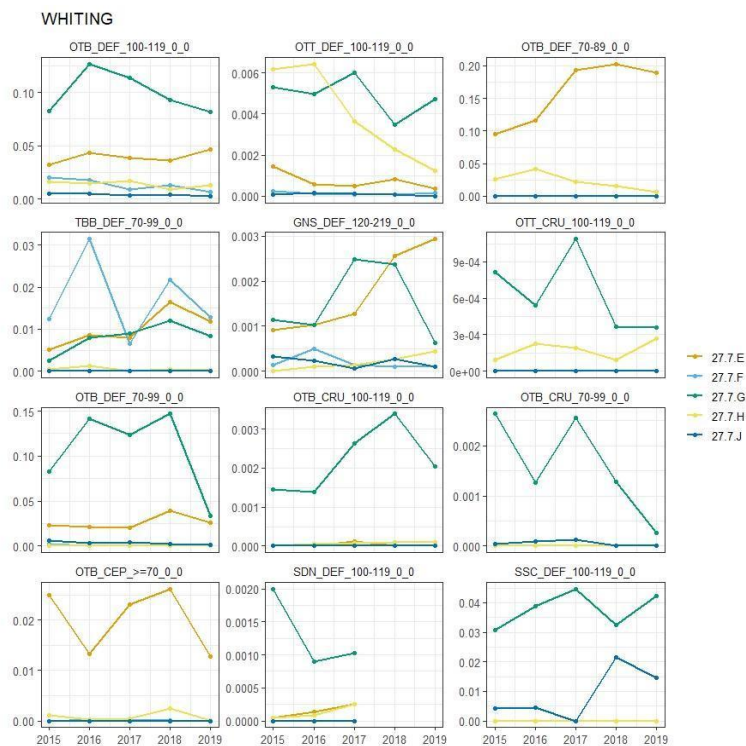 WHITING
OTB_DEF_100-119_0_0 OTT_DEF_100-119_0_0 OTB_DEF_70-89_0_0
0.10 0.006 0.20
0.05 0.004 0.15
0.00 0.002 0.10
0.000 0.05
0.00
TBB_DEF_70-99_0_0 GNS_DEF_120-219_0_0 OTT_CRU_100-119_0_0
0.03 0.003 9e-04
0.02 0.002 6e-04
0.01 0.001 3e-04
0.00 0.000 0e+00
27.7.E
27.7.F
27.7.G
27.7.H
27.7.J
OTB_DEF_70-99_0_0 OTB_CRU_100-119_0_0 OTB_CRU_70-99_0_0
0.15 0.003 0.002
0.10 0.002 0.001
0.05 0.001 0.000
0.00 0.000
OTB_CEP_>=70_0_0 SDN_DEF_100-119_0_0 SSC_DEF_100-119_0_0
0.02 0.0020 0.04
0.01 0.0015 0.03
0.00 0.0010 0.02
0.0005 0.01
0.0000 0.00
2015 2016 2017 2018 2019 2015 2016 2017 2018 2019 2015 2016 2017 2018 2019